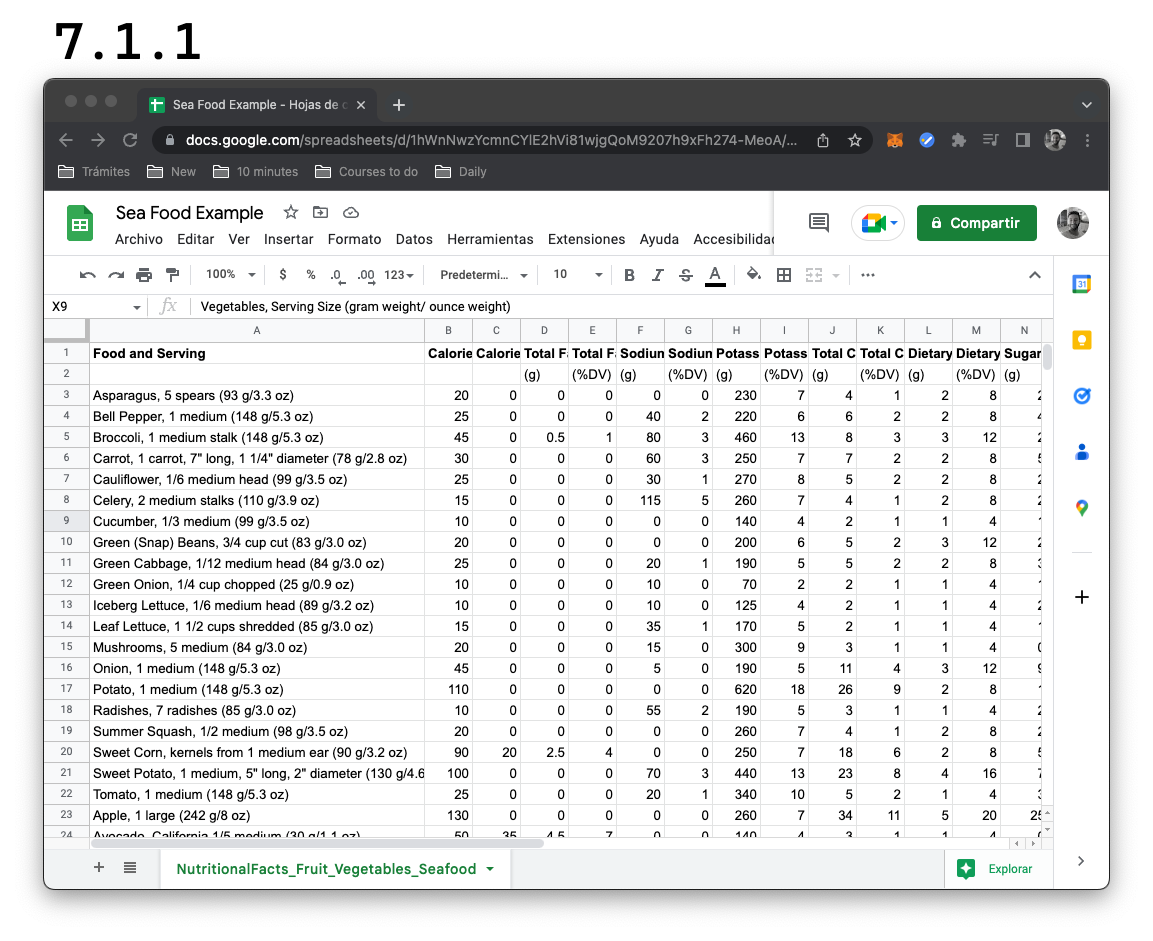 7.1.1
Sea Food Example - Hojas de c
docs.google.com/spreadsheets/d/1hWnNwzYcmnCYlE2hVi81wjgQoM9207h9xFh274-MeoA/...
Trámites New 10 minutes Courses to do Daily
Sea Food Example
Compartir
Archivo Editar Ver Insertar Formato Datos Herramientas Extensiones Ayuda Accesibilidad
100% $ % .0 .00 123 Predetermi... 10 B I S A
31
X9 fx Vegetables, Serving Size (gram weight/ ounce weight)
A B C D E F G H I J K L M N
1 Food and Serving Calorie Calorie Total F Total F Sodiun Sodiun Potass Potass Total C Total C Dietary Dietary Sugar
2 (g) (%DV) (g) (%DV) (g) (%DV) (g) (%DV) (g) (%DV) (g)
3 Asparagus, 5 spears (93 g/3.3 oz) 20 0 0 0 0 0 230 7 4 1 2 8 2
4 Bell Pepper, 1 medium (148 g/5.3 oz) 25 0 0 0 40 2 220 6 6 2 2 8 4
5 Broccoli, 1 medium stalk (148 g/5.3 oz) 45 0 0.5 1 80 3 460 13 8 3 3 12 2
6 Carrot, 1 carrot, 7" long, 1 1/4" diameter (78 g/2.8 oz) 30 0 0 0 60 3 250 7 7 2 2 8 5
7 Cauliflower, 1/6 medium head (99 g/3.5 oz) 25 0 0 0 30 1 270 8 5 2 2 8 2
8 Celery, 2 medium stalks (110 g/3.9 oz) 15 0 0 0 115 5 260 7 4 1 2 8 2
9 Cucumber, 1/3 medium (99 g/3.5 oz) 10 0 0 0 0 0 140 4 2 1 1 4 1
10 Green (Snap) Beans, 3/4 cup cut (83 g/3.0 oz) 20 0 0 0 0 0 200 6 5 2 3 12 2
11 Green Cabbage, 1/12 medium head (84 g/3.0 oz) 25 0 0 0 20 1 190 5 5 2 2 8 3
12 Green Onion, 1/4 cup chopped (25 g/0.9 oz) 10 0 0 0 10 0 70 2 2 1 1 4 1
13 Iceberg Lettuce, 1/6 medium head (89 g/3.2 oz) 10 0 0 0 10 0 125 4 2 1 1 4 2
14 Leaf Lettuce, 1 1/2 cups shredded (85 g/3.0 oz) 15 0 0 0 35 1 170 5 2 1 1 4 1
15 Mushrooms, 5 medium (84 g/3.0 oz) 20 0 0 0 15 0 300 9 3 1 1 4 0
16 Onion, 1 medium (148 g/5.3 oz) 45 0 0 0 5 0 190 5 11 4 3 12 9
17 Potato, 1 medium (148 g/5.3 oz) 110 0 0 0 0 0 620 18 26 9 2 8 1
18 Radishes, 7 radishes (85 g/3.0 oz) 10 0 0 0 55 2 190 5 3 1 1 4 2
19 Summer Squash, 1/2 medium (98 g/3.5 oz) 20 0 0 0 0 0 260 7 4 1 2 8 2
20 Sweet Corn, kernels from 1 medium ear (90 g/3.2 oz) 90 20 2.5 4 0 0 250 7 18 6 2 8 5
21 Sweet Potato, 1 medium, 5" long, 2" diameter (130 g/4.6 100 0 0 0 70 3 440 13 23 8 4 16 7
22 Tomato, 1 medium (148 g/5.3 oz) 25 0 0 0 20 1 340 10 5 2 1 4 3
23 Apple, 1 large (242 g/8 oz) 130 0 0 0 0 0 260 7 34 11 5 20 25
24 Avocado, California 1/5 medium (30 g/1.1 oz) 50 35 4.5 7 0 0 140 4 3 1 1 4 0
NutritionalFacts_Fruit_Vegetables_Seafood
Explorar